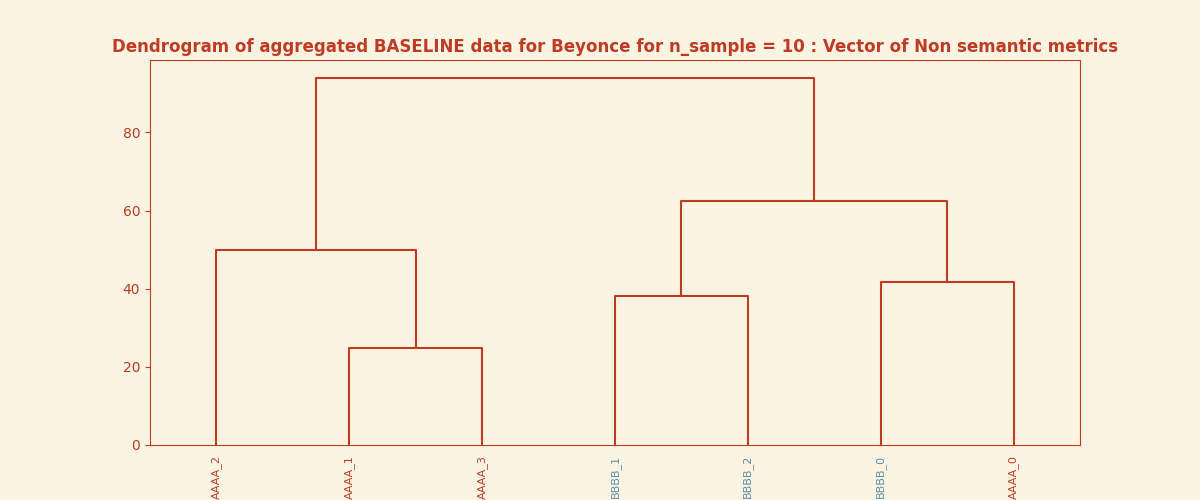 Dendrogram of aggregated BASELINE data for Beyonce for n_sample = 10 : Vector of Non semantic metrics
80
60
40
20
0
AAAA_2
AAAA_1
AAAA_3
BBBB_1
BBBB_2
BBBB_0
AAAA_0